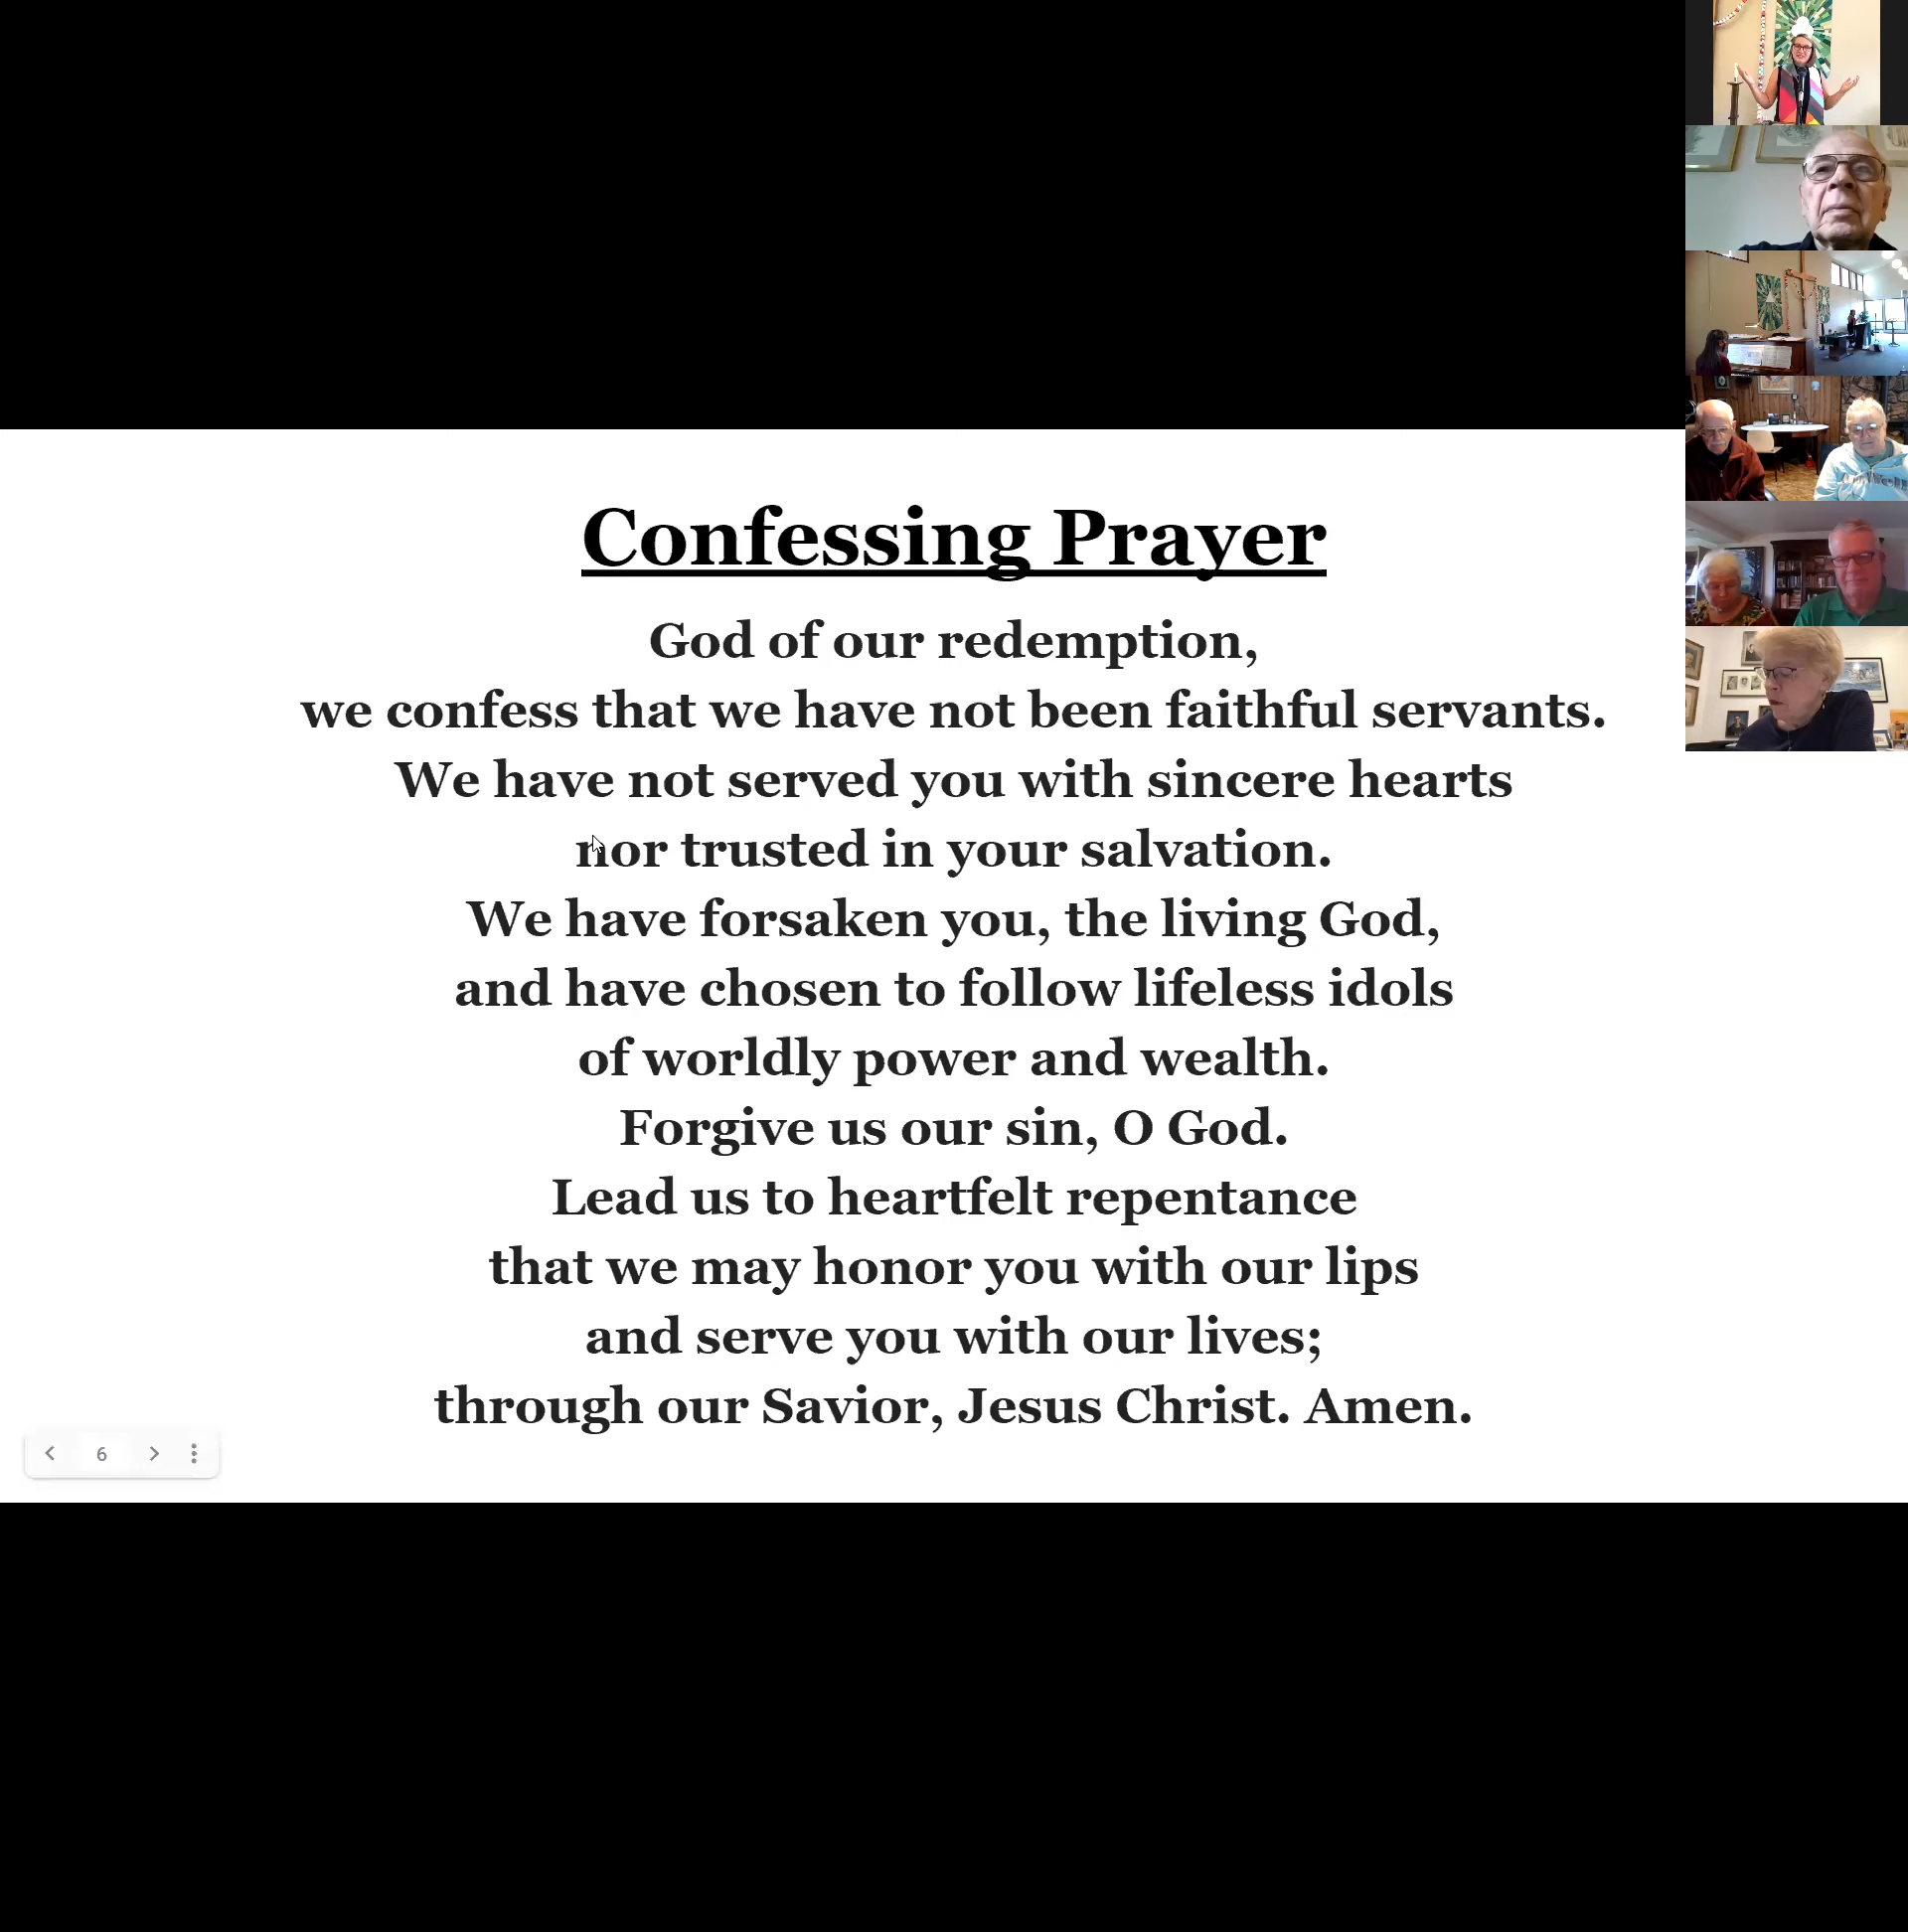 Confessing Prayer
God of our redemption,
we confess that we have not been faithful servants.
We have not served you with sincere hearts
nor trusted in your salvation.
We have forsaken you, the living God,
and have chosen to follow lifeless idols
of worldly power and wealth.
Forgive us our sin, O God.
Lead us to heartfelt repentance
that we may honor you with our lips
and serve you with our lives;
through our Savior, Jesus Christ. Amen.
6